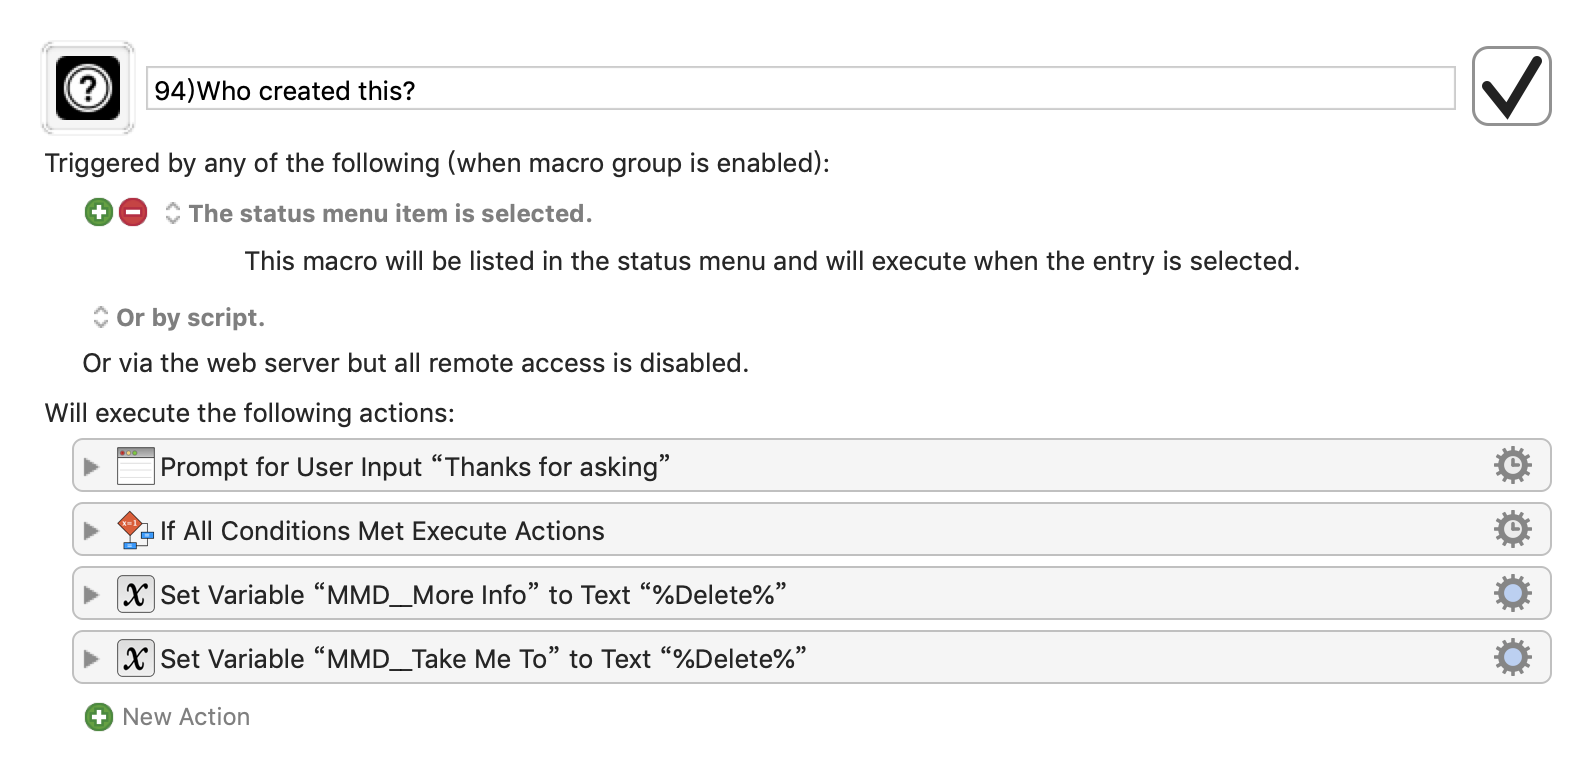 94)Who created this?
Triggered by any of the following (when macro group is enabled):
The status menu item is selected.
This macro will be listed in the status menu and will execute when the entry is selected.
Or by script.
Or via the web server but all remote access is disabled.
Will execute the following actions:
Prompt for User Input “Thanks for asking”
If All Conditions Met Execute Actions
Set Variable “MMD__More Info” to Text “%Delete%”
Set Variable “MMD__Take Me To” to Text “%Delete%”
New Action